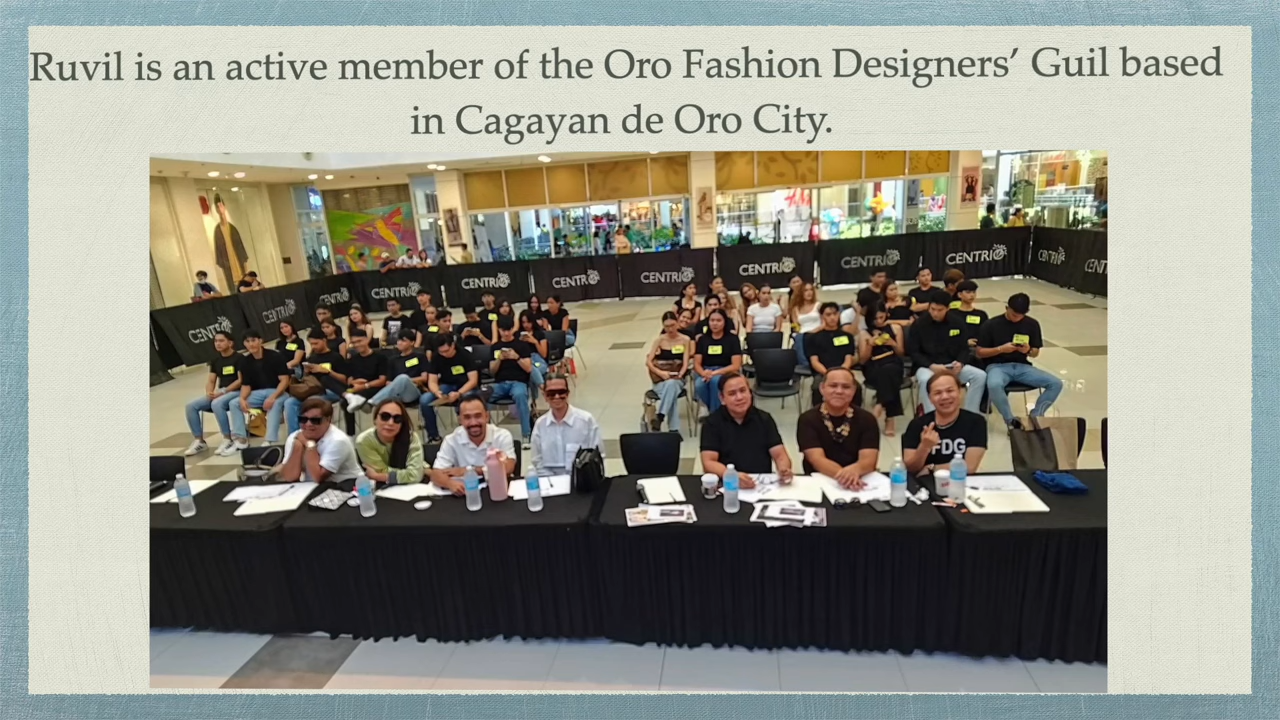 Ruvil is an active member of the Oro Fashion Designers’ Guil based
in Cagayan de Oro City.
CENTRIO
CENTRIO
CENTRIO
CENTRIO
CENTRIO
CENTRIO
CENTRIO
CENTRIO
CENTRIO
CENTRIO
H&M
FDG